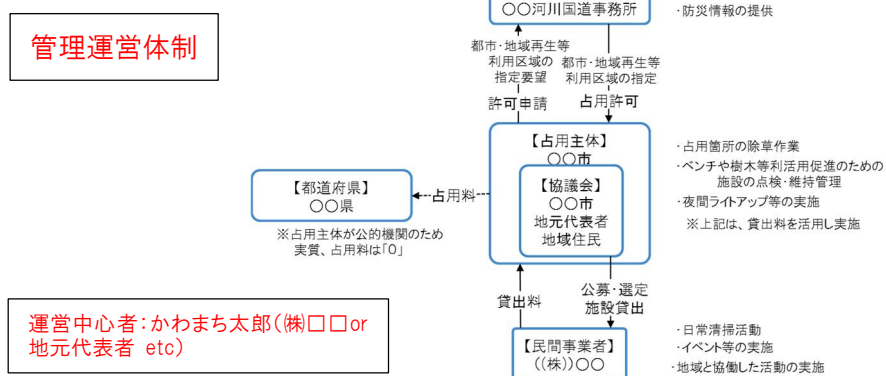 ○○河川国道事務所
・防災情報の提供
管理運営体制
都市・地域再生等
利用区域の
指定要望
許可申請
都市・地域再生等
利用区域の指定
占用許可
【占用主体】
○○市
【協議会】
○○市
地元代表者
地域住民
・占用箇所の除草作業
・ベンチや樹木等利活用促進のための
施設の点検・維持管理
・夜間ライトアップ等の実施
※上記は、貸出料を活用し実施
【都道府県】
○○県
占用料
※占用主体が公的機関のため
実質、占用料は「0」
貸出料
公募・選定
施設貸出
運営中心者：かわまち太郎(㈱□□or
地元代表者 etc)
【民間事業者】
((株))○○
・日常清掃活動
・イベント等の実施
・地域と協働した活動の実施